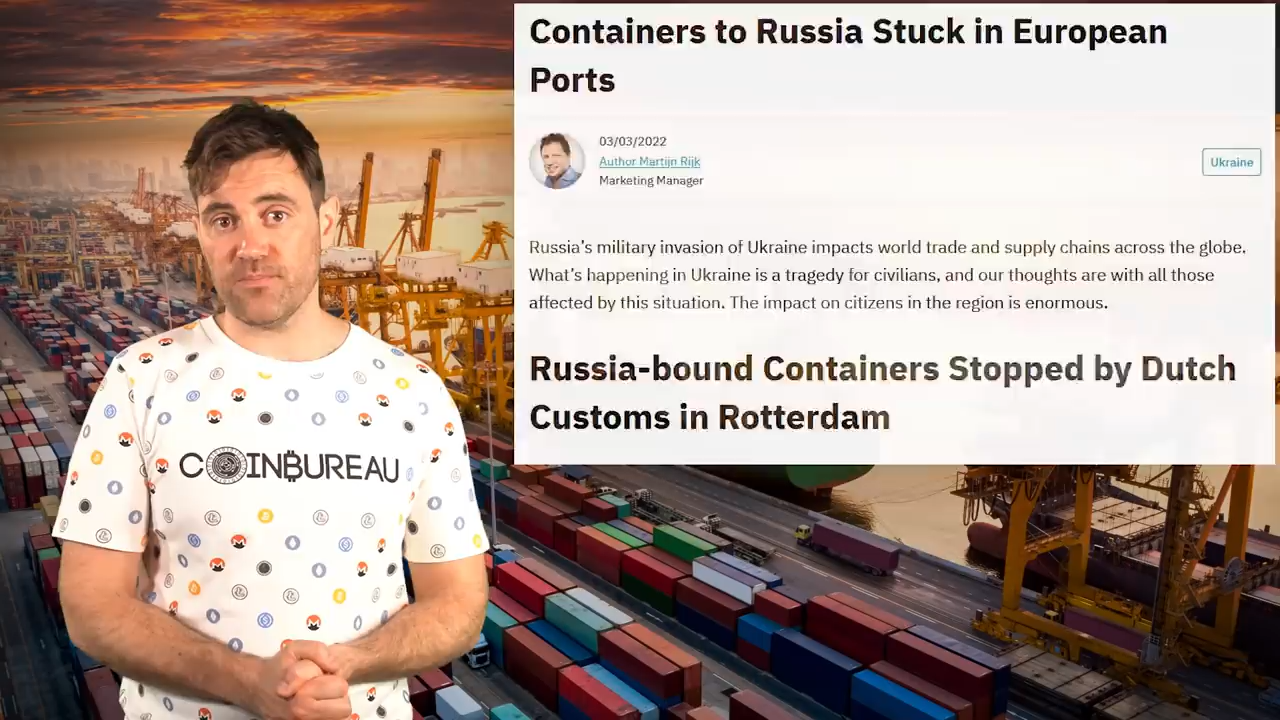 Containers to Russia Stuck in European
Ports
03/03/2022
Author Martijn Rijk
Marketing Manager
Ukraine
Russia's military invasion of Ukraine impacts world trade and supply chains across the globe.
What's happening in Ukraine is a tragedy for civilians, and our thoughts are with all those
affected by this situation. The impact on citizens in the region is enormous.
Russia-bound Containers Stopped by Dutch
Customs in Rotterdam
COINBUREAU